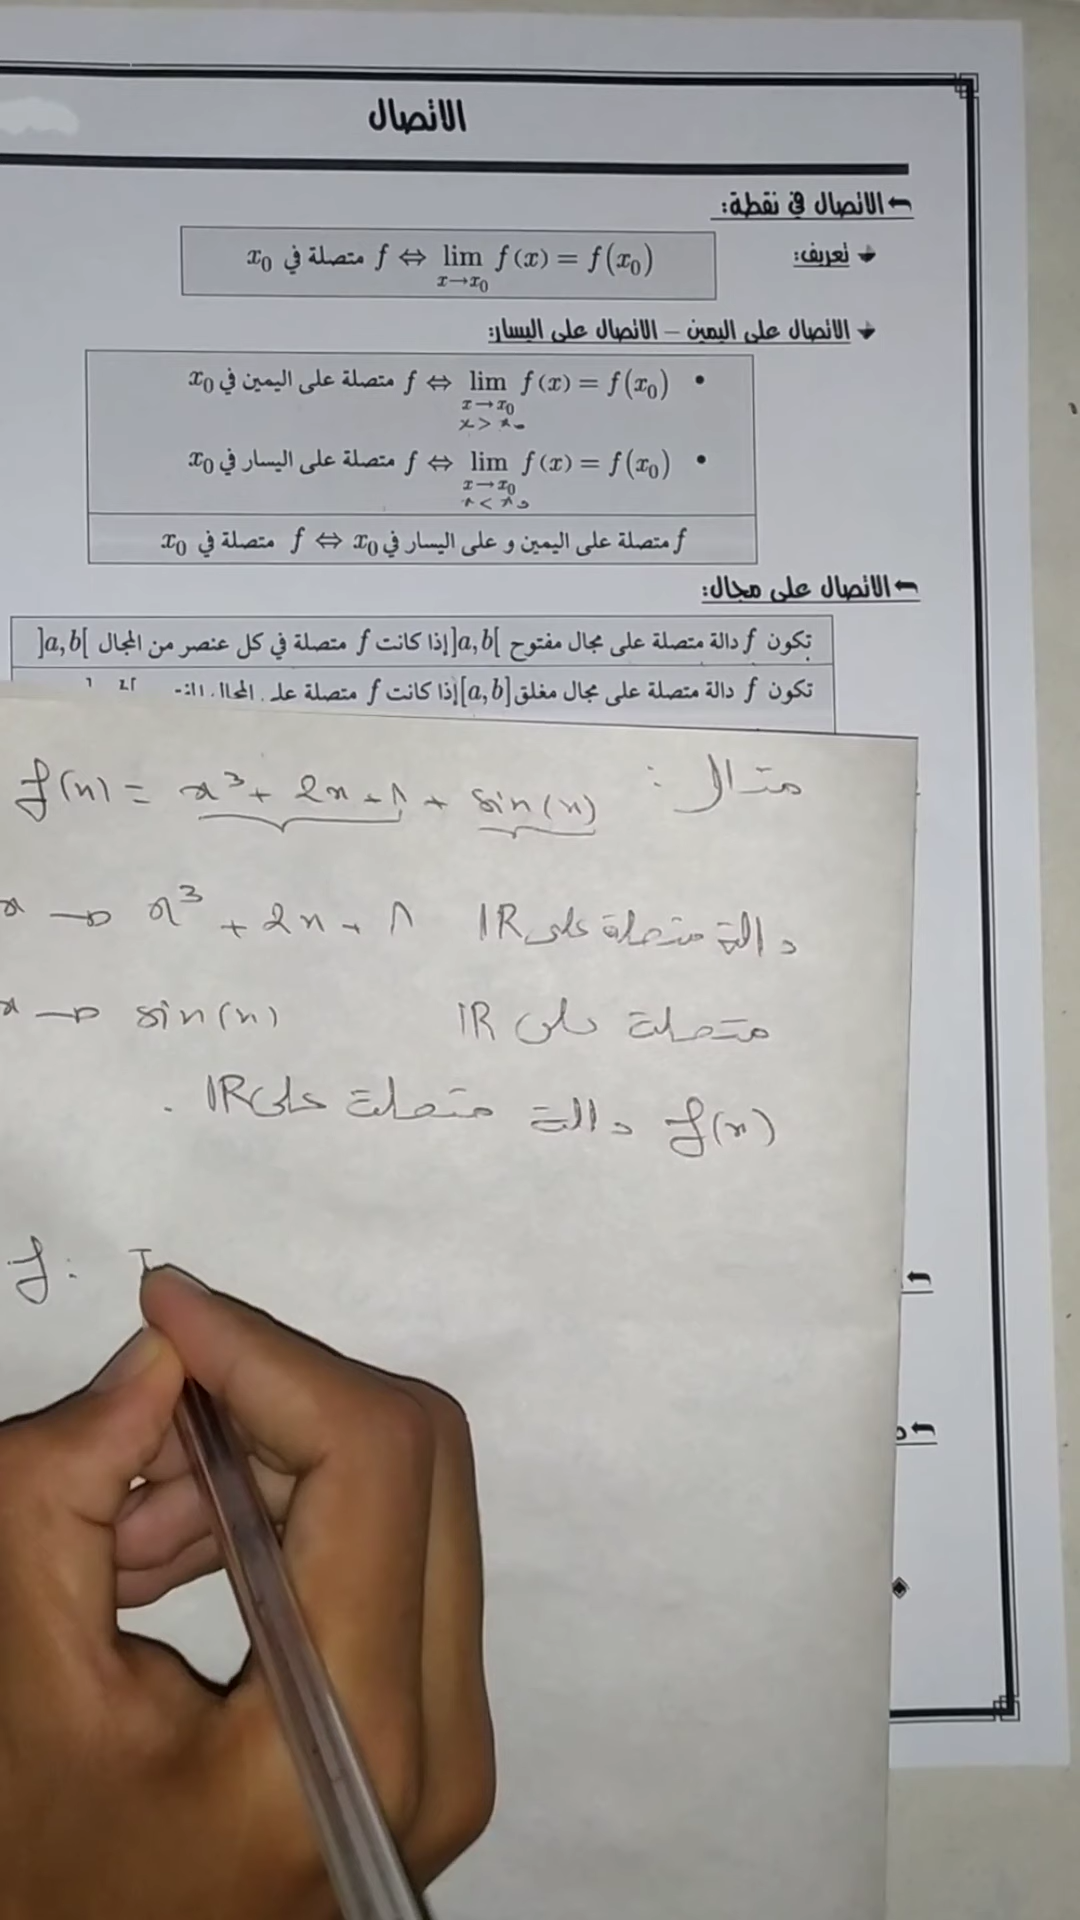 الاتصال
الاتصال في نقطة:
تعريف:
f متصلة في x₀ ⇔ lim f(x) = f(x₀)
x→x₀
الاتصال على اليمين – الاتصال على اليسار:
• f متصلة على اليمين في x₀ ⇔ lim f(x) = f(x₀)
x→x₀
x > x₀
• f متصلة على اليسار في x₀ ⇔ lim f(x) = f(x₀)
x→x₀
x < x₀
f متصلة على اليمين و على اليسار في x₀ ⇔ f متصلة في x₀
الاتصال على مجال:
تكون f دالة متصلة على مجال مفتوح ]a,b[ إذا كانت f متصلة في كل عنصر من المجال ]a,b[
تكون f دالة متصلة على مجال مغلق [a,b] إذا كانت f متصلة على المجال
مثال :
f(x) = x³ + 2x + 1 + sin(x)
x → x³ + 2x + 1 دالة متصلة على IR
x → sin(x) متصلة على IR
f(x) دالة متصلة على IR .
f : I